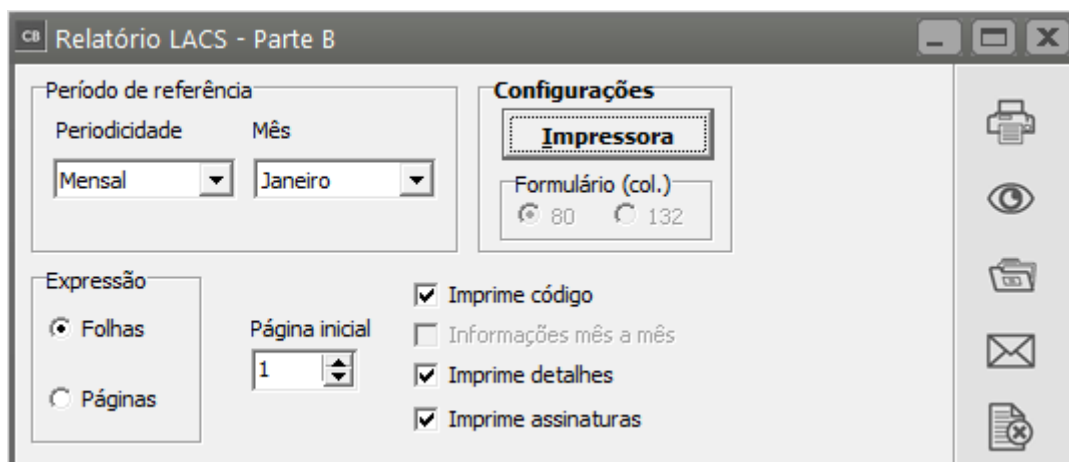 CB Relatório LACS - Parte B
Período de referência
Configurações
Periodicidade Mês
Impressora
Mensal Janeiro
Formulário (col.)
80 132
Expressão
Imprime código
Folhas Página inicial
Informações mês a mês
1
Imprime detalhes
Páginas
Imprime assinaturas